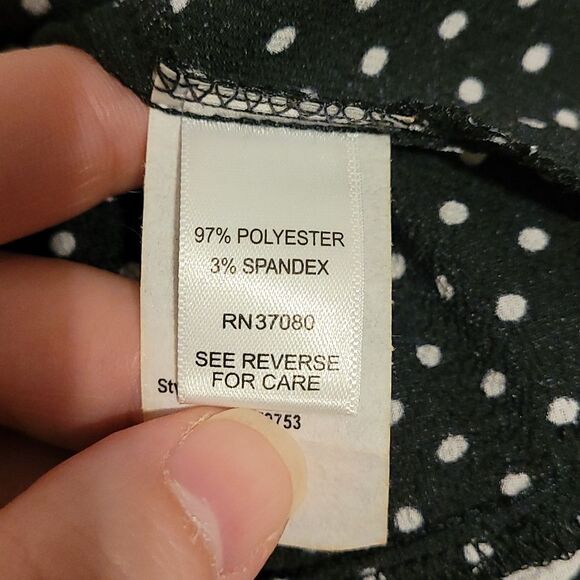 97% POLYESTER
3% SPANDEX
RN37080
SEE REVERSE
FOR CARE